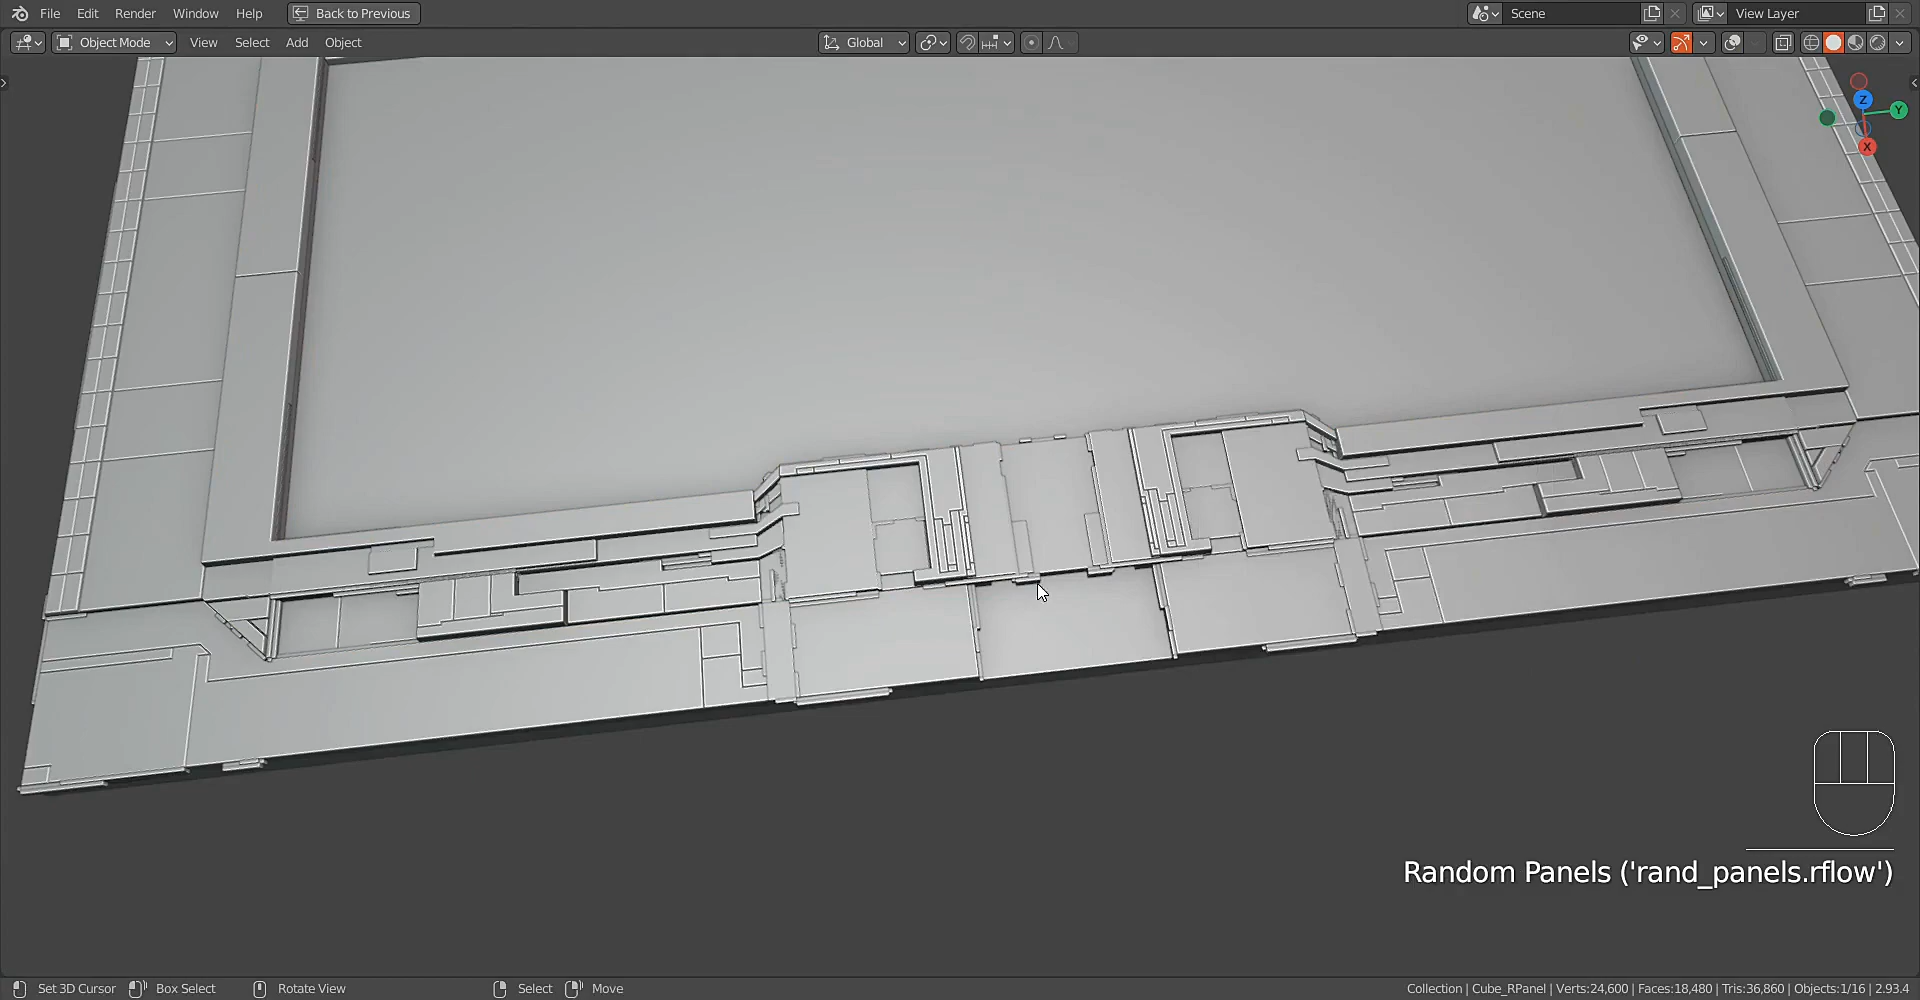 File Edit Render Window Help Back to Previous Scene View Layer
Object Mode View Select Add Object Global
Z
Y
X
Random Panels ('rand_panels.rflow')
Set 3D Cursor Box Select Rotate View Select Move Collection | Cube_RPanel | Verts:24,600 | Faces:18,480 | Tris:36,860 | Objects:1/16 | 2.93.4